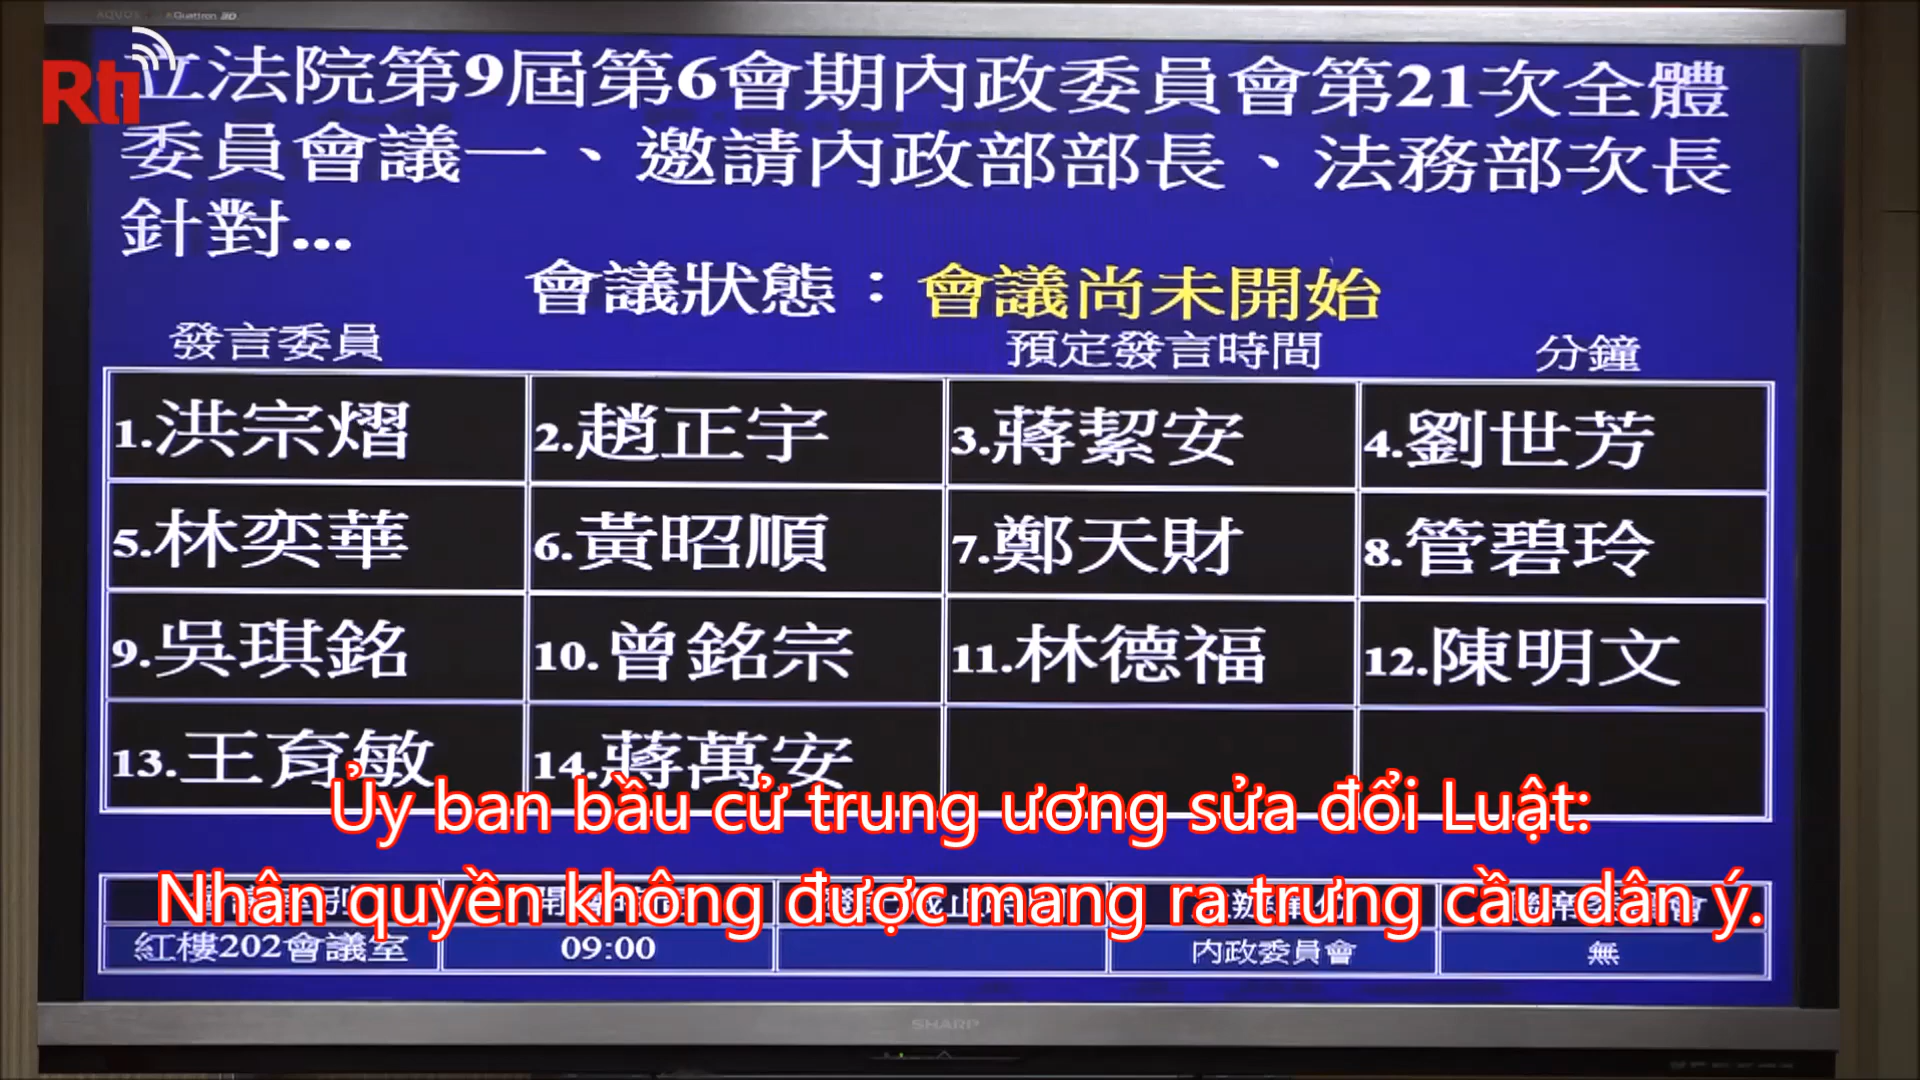 AQUOS Quattron 3D
Rti
立法院第9屆第6會期內政委員會第21次全體
委員會議一、邀請內政部部長、法務部次長
針對...
會議狀態：會議尚未開始
發言委員 預定發言時間 分鐘
1.洪宗熠 2.趙正宇 3.蔣絜安 4.劉世芳
5.林奕華 6.黃昭順 7.鄭天財 8.管碧玲
9.吳琪銘 10.曾銘宗 11.林德福 12.陳明文
13.王育敏 14.蔣萬安
Ủy ban bầu cử trung ương sửa đổi Luật:
Nhân quyền không được mang ra trưng cầu dân ý.
紅樓202會議室 09:00 內政委員會 無
SHARP